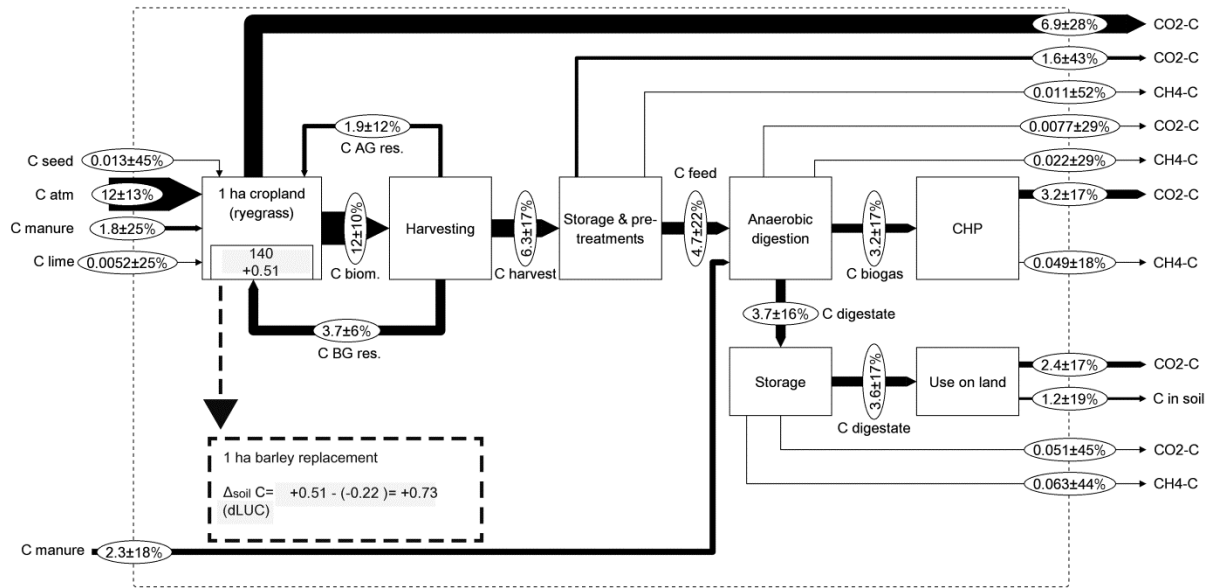 6.9±28%
CO2-C
1.6±43%
CO2-C
0.011±52%
CH4-C
0.0077±29%
CO2-C
0.022±29%
CH4-C
1.9±12%
C AG res.
C seed
0.013±45%
C atm
12±13%
C manure
1.8±25%
C lime
0.0052±25%
1 ha cropland
(ryegrass)
140
+0.51
12±10%
C biom.
Harvesting
6.3±17%
C harvest
Storage & pre-
treatments
C feed
4.7±22%
Anaerobic
digestion
3.2±17%
C biogas
CHP
3.2±17%
CO2-C
0.049±18%
CH4-C
3.7±6%
C BG res.
3.7±16%
C digestate
Storage
3.6±17%
C digestate
Use on land
2.4±17%
CO2-C
1.2±19%
C in soil
0.051±45%
CO2-C
0.063±44%
CH4-C
1 ha barley replacement
Δsoil C= +0.51 - (-0.22 )= +0.73
(dLUC)
C manure
2.3±18%